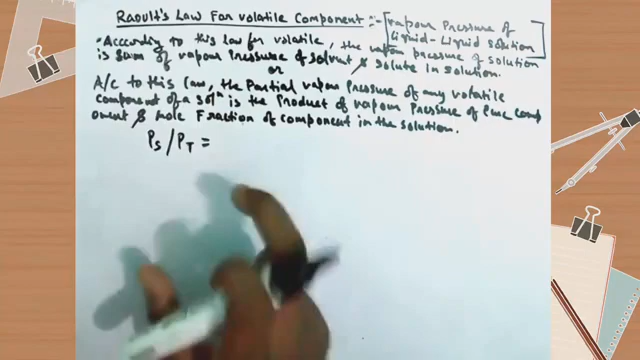 Raoult's Law For Volatile Component :- [vapour Pressure of
liquid-liquid solution]
According to this law for volatile, the vapour pressure of solution
is sum of vapour Pressure of solvent & solute in solution.
or
A/c to this law, the Partial vapour Pressure of any volatile
component of a solⁿ is the Product of vapour Pressure of Pure comp
onent & mole Fraction of component in the solution.
P_S / P_T =